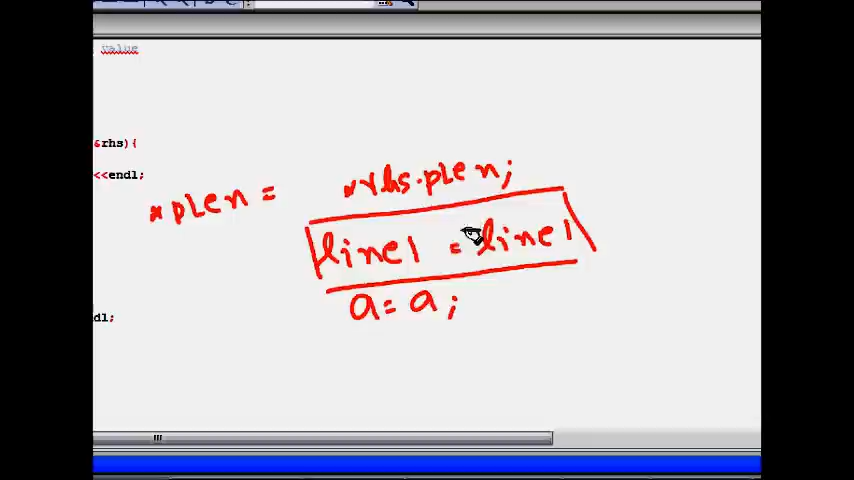 value
&rhs){
<<endl;
*pLen = *rhs.pLen;
line1 = line1
a = a;
dl;